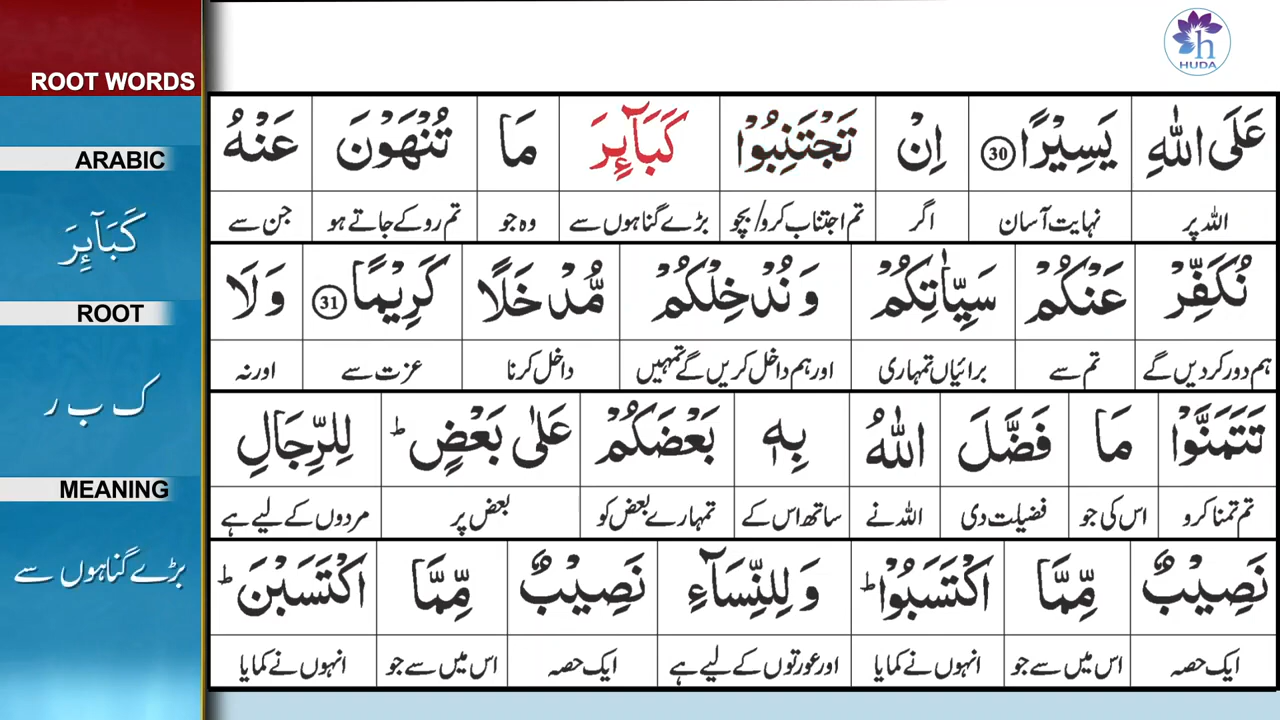 HUDA
ROOT WORDS
ARABIC
كَبَآئِرَ
ROOT
ک ب ر
MEANING
بڑے گناہوں سے
عَلَى اللّٰهِ يَسِيْرًا 30 اِنْ تَجْتَنِبُوْا كَبَآئِرَ مَا تُنْهَوْنَ عَنْهُ
اللہ پر نہایت آسان اگر تم اجتناب کرو/بچو بڑے گناہوں سے وہ جو تم روکے جاتے ہو جن سے
نُكَفِّرْ عَنْكُمْ سَيِّاٰتِكُمْ وَنُدْخِلْكُمْ مُّدْخَلًا كَرِيْمًا 31 وَلَا
ہم دور کردیں گے تم سے برائیاں تمہاری اور ہم داخل کریں گے تمہیں داخل کرنا عزت سے اور نہ
تَتَمَنَّوْا مَا فَضَّلَ اللّٰهُ بِهٖ بَعْضَكُمْ عَلٰى بَعْضٍ ؕ لِلرِّجَالِ
تم تمنا کرو اس کی جو فضیلت دی اللہ نے ساتھ اس کے تمہارے بعض کو بعض پر مردوں کے لیے ہے
نَصِيْبٌ مِّمَّا اكْتَسَبُوْا ؕ وَلِلنِّسَآءِ نَصِيْبٌ مِّمَّا اكْتَسَبْنَ ؕ
ایک حصہ اس میں سے جو انہوں نے کمایا اور عورتوں کے لیے ہے ایک حصہ اس میں سے جو انہوں نے کمایا